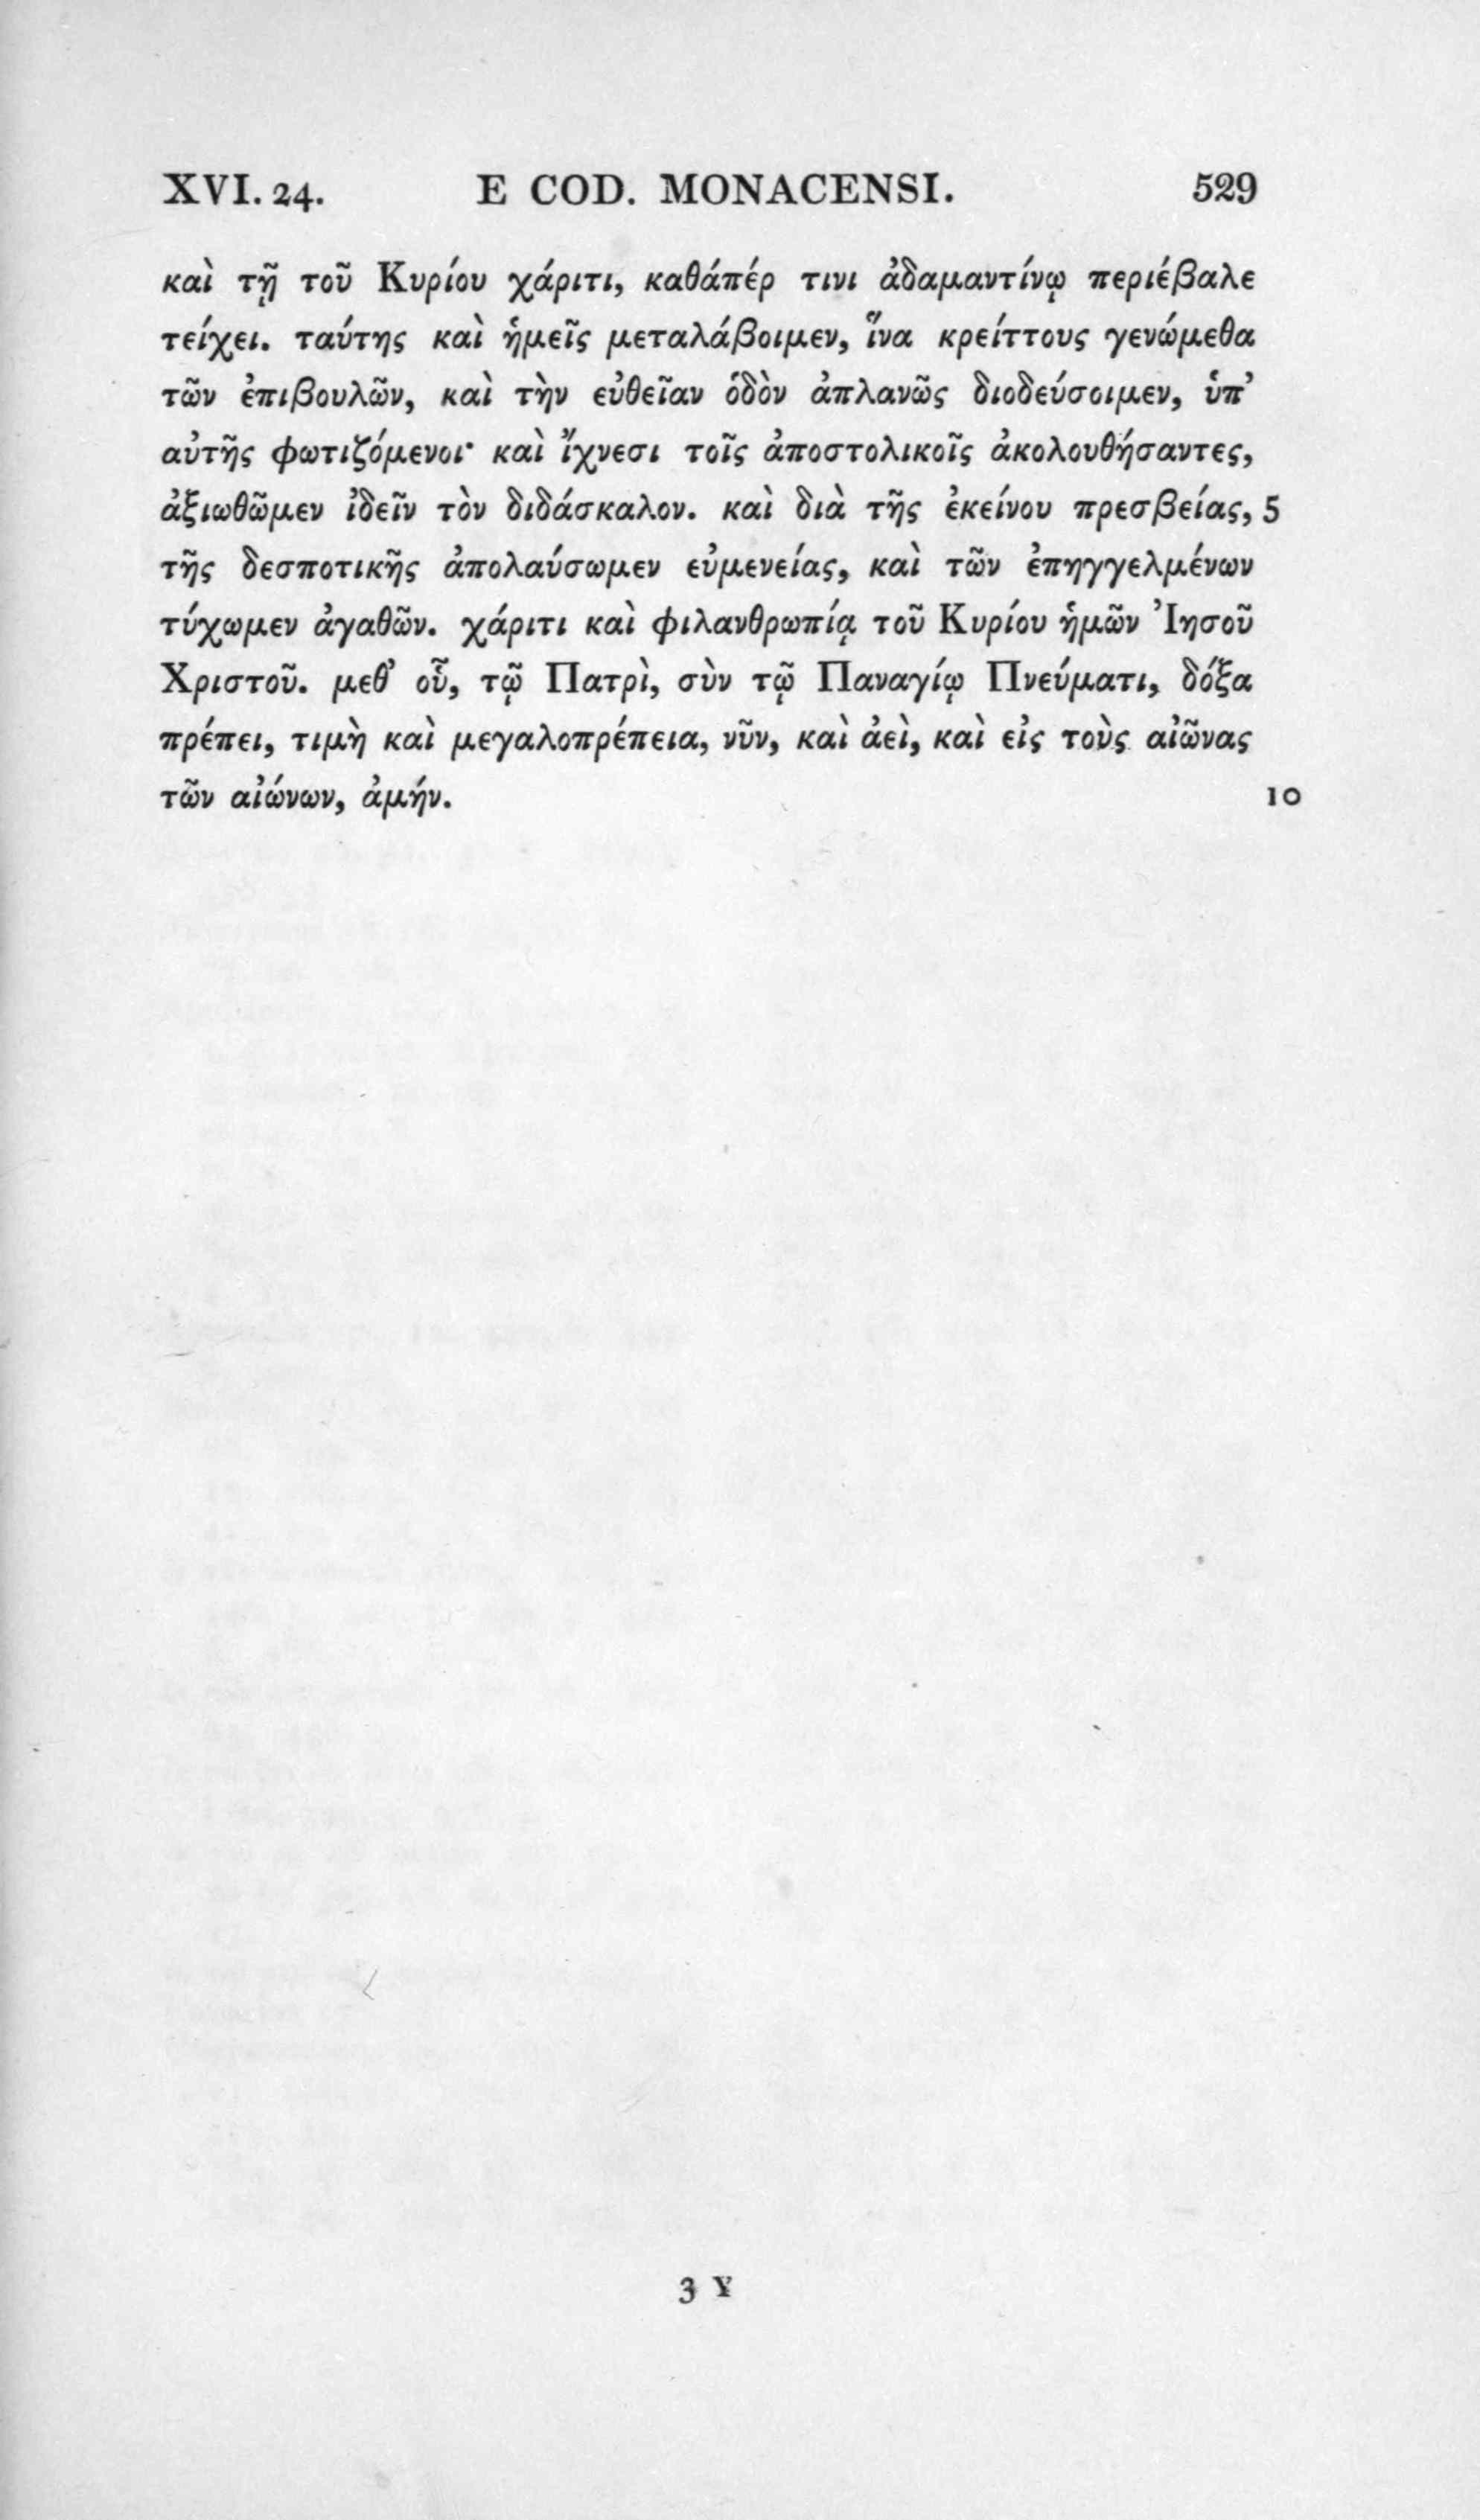 XVI. 24. E COD. MONACENSI. 529
καὶ τῇ τοῦ Κυρίου χάριτι, καθάπέρ τινι ἀδαμαντίνῳ περιέβαλε
τείχει. ταύτης καὶ ἡμεῖς μεταλάβοιμεν, ἵνα κρείττους γενώμεθα
τῶν ἐπιβουλῶν, καὶ τὴν εὐθεῖαν ὁδὸν ἀπλανῶς διοδεύσοιμεν, ὑπ’
αὐτῆς φωτιζόμενοι· καὶ ἴχνεσι τοῖς ἀποστολικοῖς ἀκολουθήσαντες,
ἀξιωθῶμεν ἰδεῖν τὸν διδάσκαλον. καὶ διὰ τῆς ἐκείνου πρεσβείας, 5
τῆς δεσποτικῆς ἀπολαύσωμεν εὐμενείας, καὶ τῶν ἐπηγγελμένων
τύχωμεν ἀγαθῶν. χάριτι καὶ φιλανθρωπίᾳ τοῦ Κυρίου ἡμῶν Ἰησοῦ
Χριστοῦ. μεθ’ οὗ, τῷ Πατρὶ, σὺν τῷ Παναγίῳ Πνεύματι, δόξα
πρέπει, τιμὴ καὶ μεγαλοπρέπεια, νῦν, καὶ ἀεὶ, καὶ εἰς τοὺς αἰῶνας
τῶν αἰώνων, ἀμήν. 10
3 Y